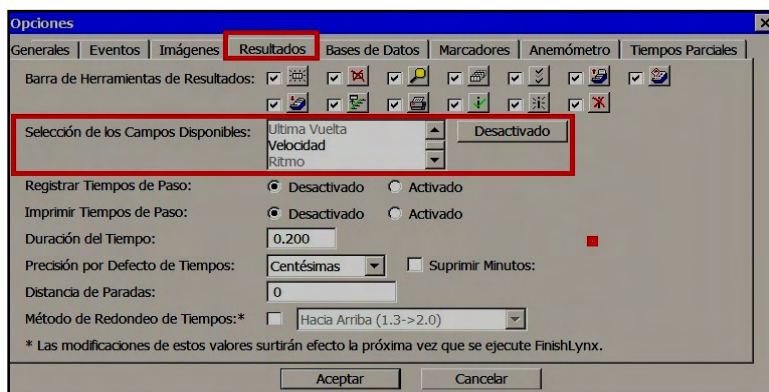 Opciones
Generales Eventos Imágenes Resultados Bases de Datos Marcadores Anemómetro Tiempos Parciales
Barra de Herramientas de Resultados:
Selección de los Campos Disponibles:
Ultima Vuelta
Velocidad
Ritmo
Desactivado
Registrar Tiempos de Paso: Desactivado Activado
Imprimir Tiempos de Paso: Desactivado Activado
Duración del Tiempo: 0.200
Precisión por Defecto de Tiempos: Centésimas Suprimir Minutos:
Distancia de Paradas: 0
Método de Redondeo de Tiempos:* Hacia Arriba (1.3->2.0)
* Las modificaciones de estos valores surtirán efecto la próxima vez que se ejecute FinishLynx.
Aceptar Cancelar